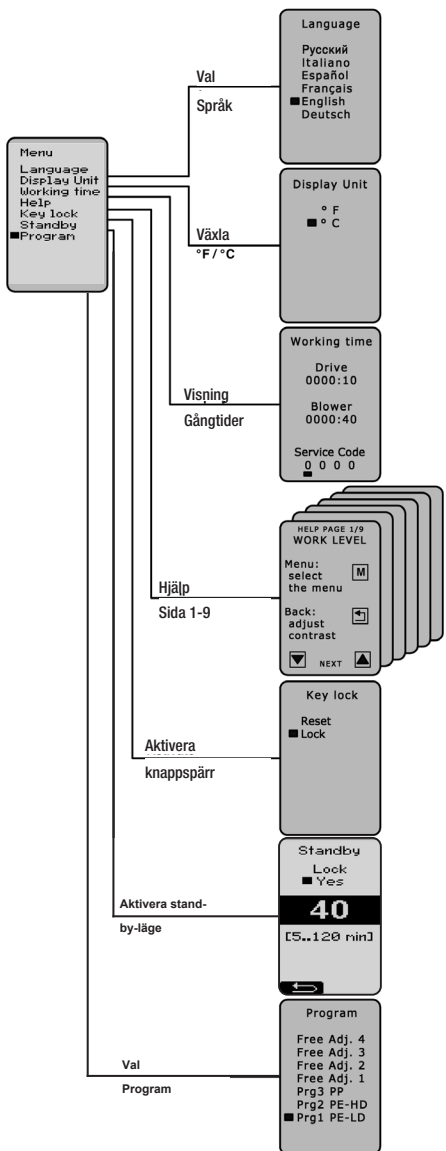 Language
Русский
Italiano
Español
Français
English
Deutsch
Val
Språk
Menu
Language
Display Unit
Working time
Help
Key lock
Standby
Program
Display Unit
° F
° C
Växla
°F / °C
Working time
Drive
0000:10
Blower
0000:40
Service Code
0 0 0 0
Visning
Gångtider
HELP PAGE 1/9
WORK LEVEL
Menu:
select
the menu
M
Back:
adjust
contrast
NEXT
Hjälp
Sida 1-9
Key lock
Reset
Lock
Aktivera
knappspärr
Standby
Lock
Yes
40
[5..120 min]
Aktivera stand-
by-läge
Program
Free Adj. 4
Free Adj. 3
Free Adj. 2
Free Adj. 1
Prg3 PP
Prg2 PE-HD
Prg1 PE-LD
Val
Program